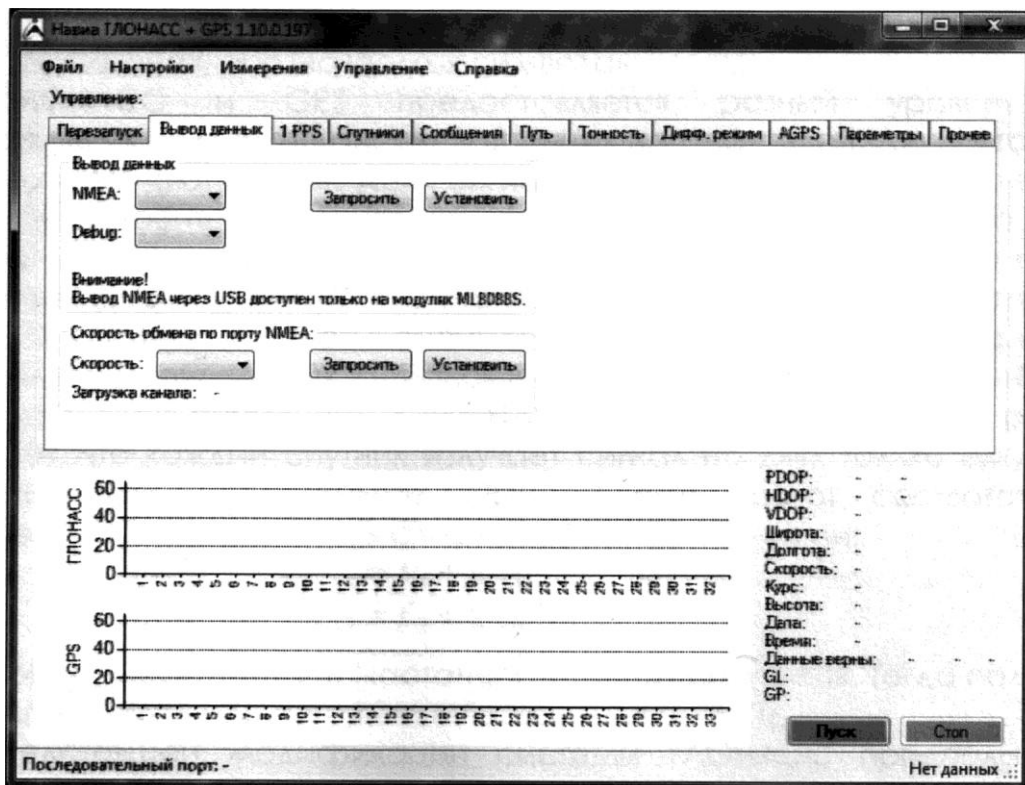 Навиа ГЛОНАСС + GPS 1.10.0.197
Файл Настройки Измерения Управление Справка
Управление:
Перезапуск Вывод данных 1 PPS Спутники Сообщения Путь Точность Дифф. режим AGPS Параметры Прочее
Вывод данных
NMEA: Запросить Установить
Debug:
Внимание!
Вывод NMEA через USB доступен только на модулях ML8088S.
Скорость обмена по порту NMEA:
Скорость: Запросить Установить
Загрузка канала: -
ГЛОНАСС
60
40
20
0
1 2 3 4 5 6 7 8 9 10 11 12 13 14 15 16 17 18 19 20 21 22 23 24 25 26 27 28 29 30 31 32
GPS
60
40
20
0
1 2 3 4 5 6 7 8 9 10 11 12 13 14 15 16 17 18 19 20 21 22 23 24 25 26 27 28 29 30 31 32 33
PDOP: - -
HDOP: -
VDOP: -
Широта: -
Долгота: -
Скорость: -
Курс: -
Высота: -
Дата: -
Время: -
Данные верны: - - -
GL:
GP:
Пуск Стоп
Последовательный порт: - Нет данных